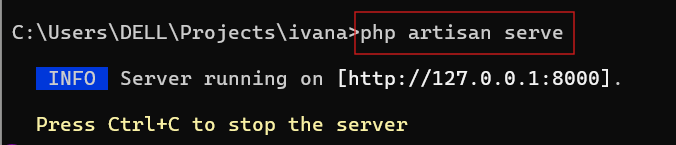 C:\Users\DELL\Projects\ivana>php artisan serve
INFO Server running on [http://127.0.0.1:8000].
Press Ctrl+C to stop the server